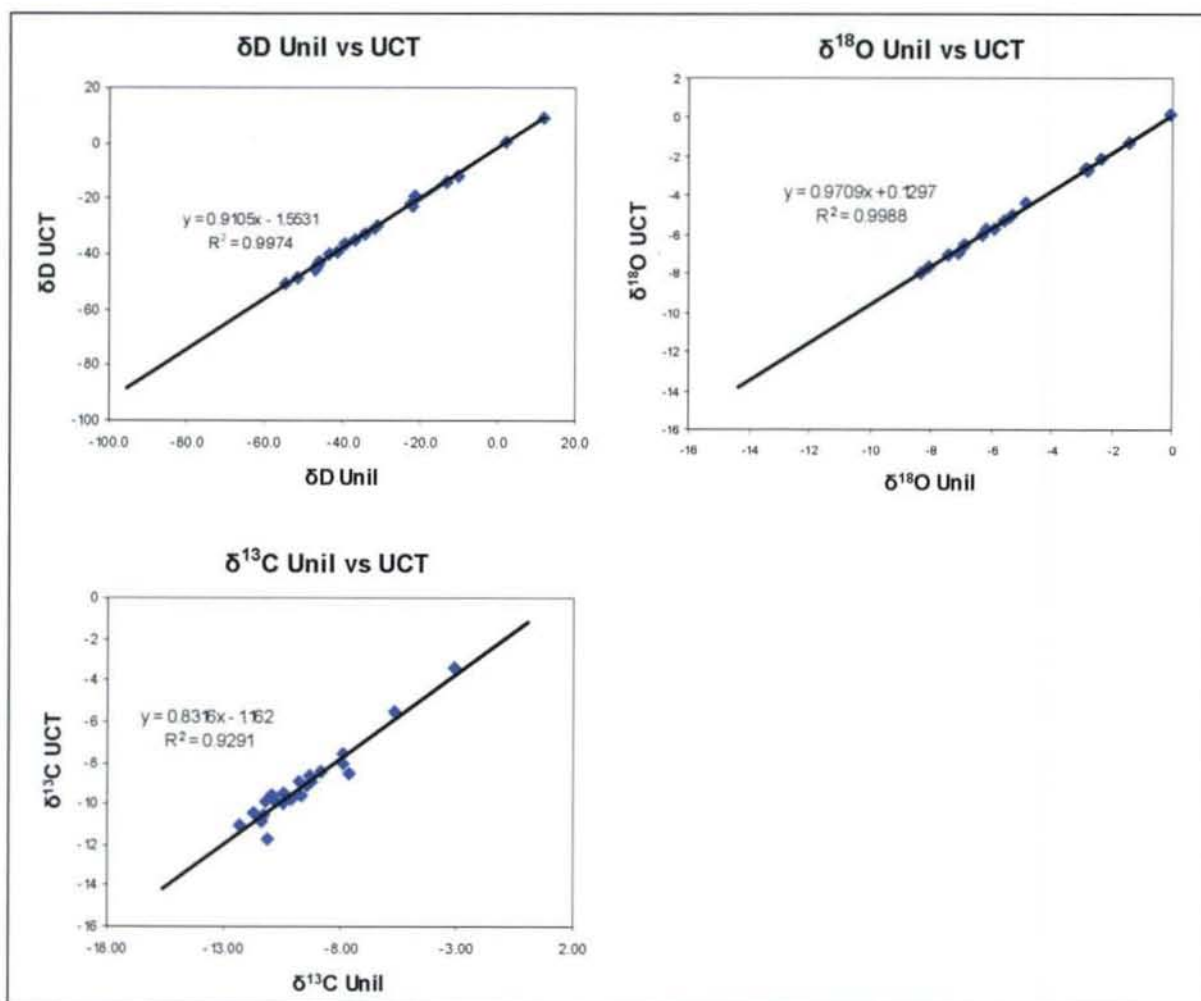 δD Unil vs UCT
20
0
-20
-40
-60
-80
-100
-100.0 -80.0 -60.0 -40.0 -20.0 0.0 20.0
δD UCT
δD Unil
y = 0.9105x - 1.5531
R² = 0.9974
δ¹⁸O Unil vs UCT
2
0
-2
-4
-6
-8
-10
-12
-14
-16
-16 -14 -12 -10 -8 -6 -4 -2 0
δ¹⁸O UCT
δ¹⁸O Unil
y = 0.9709x + 0.1297
R² = 0.9988
δ¹³C Unil vs UCT
0
-2
-4
-6
-8
-10
-12
-14
-16
-18.00 -13.00 -8.00 -3.00 2.00
δ¹³C UCT
δ¹³C Unil
y = 0.8316x - 1.162
R² = 0.9291